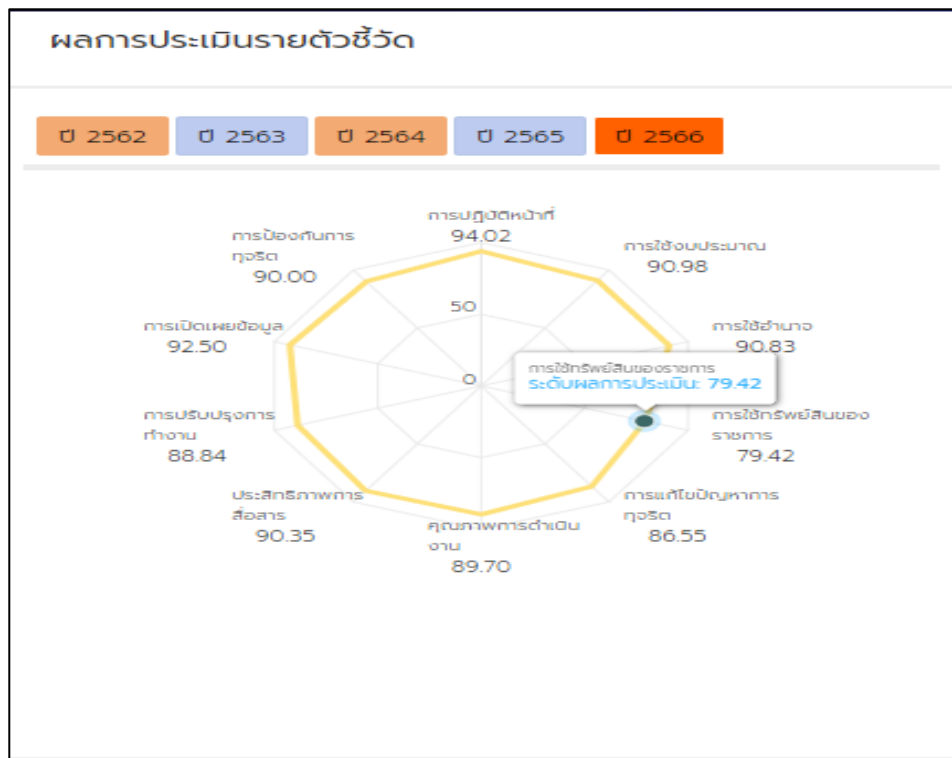 ผลการประเมินรายตัวชี้วัด
ปี 2562 ปี 2563 ปี 2564 ปี 2565 ปี 2566
การปฏิบัติหน้าที่
94.02
การใช้งบประมาณ
90.98
การใช้อำนาจ
90.83
การใช้ทรัพย์สินของราชการ
ระดับผลการประเมิน: 79.42
การใช้ทรัพย์สินของ
ราชการ
79.42
การแก้ไขปัญหาการ
ทุจริต
86.55
คุณภาพการดำเนิน
งาน
89.70
ประสิทธิภาพการ
สื่อสาร
90.35
การปรับปรุงการ
ทำงาน
88.84
การเปิดเผยข้อมูล
92.50
การป้องกันการ
ทุจริต
90.00
50
0